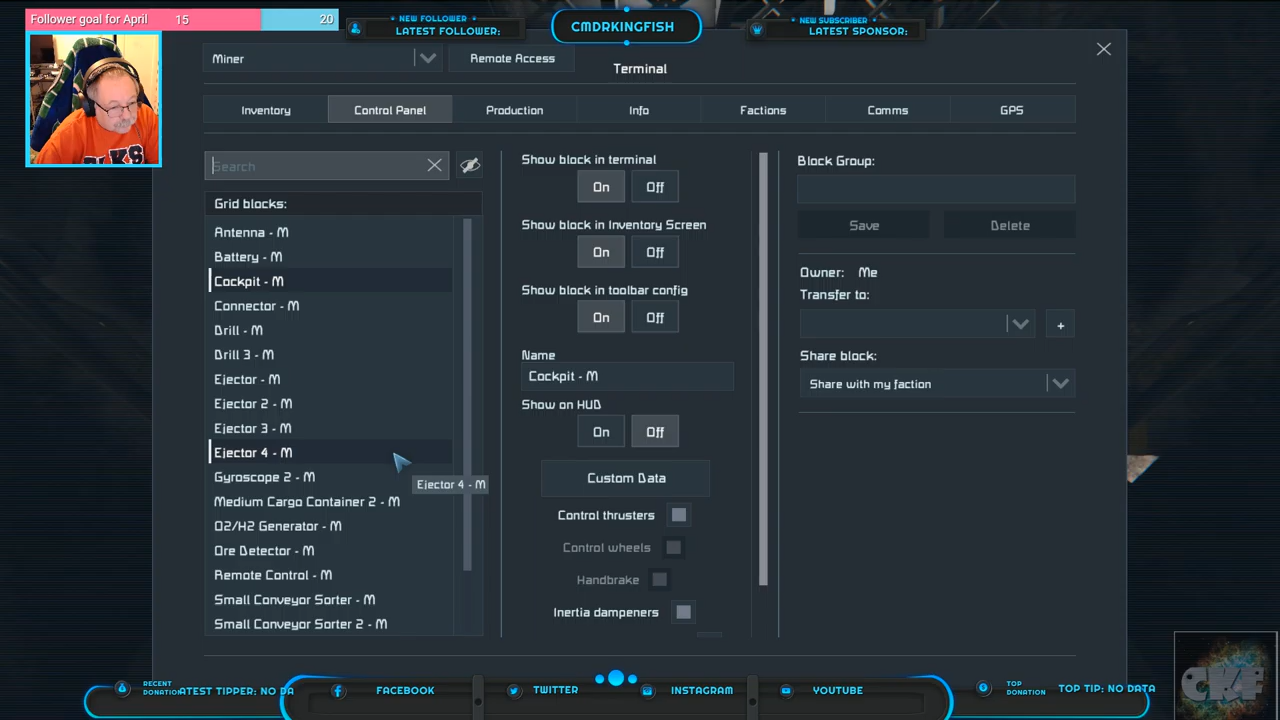 Follower goal for April 15 20
NEW FOLLOWER
LATEST FOLLOWER:
CMDRKINGFISH
NEW SUBSCRIBER
LATEST SPONSOR:
Miner
Remote Access
Terminal
Inventory
Control Panel
Production
Info
Factions
Comms
GPS
Search
Grid blocks:
Antenna - M
Battery - M
Cockpit - M
Connector - M
Drill - M
Drill 3 - M
Ejector - M
Ejector 2 - M
Ejector 3 - M
Ejector 4 - M
Ejector 4 - M
Gyroscope 2 - M
Medium Cargo Container 2 - M
O2/H2 Generator - M
Ore Detector - M
Remote Control - M
Small Conveyor Sorter - M
Small Conveyor Sorter 2 - M
Show block in terminal
On Off
Show block in Inventory Screen
On Off
Show block in toolbar config
On Off
Name
Cockpit - M
Show on HUD
On Off
Custom Data
Control thrusters
Control wheels
Handbrake
Inertia dampeners
Block Group:
Save Delete
Owner: Me
Transfer to:
+
Share block:
Share with my faction
RECENT
DONATION
ATEST TIPPER: NO DA
FACEBOOK
TWITTER
INSTAGRAM
YOUTUBE
TOP
DONATION
TOP TIP: NO DATA
CKF